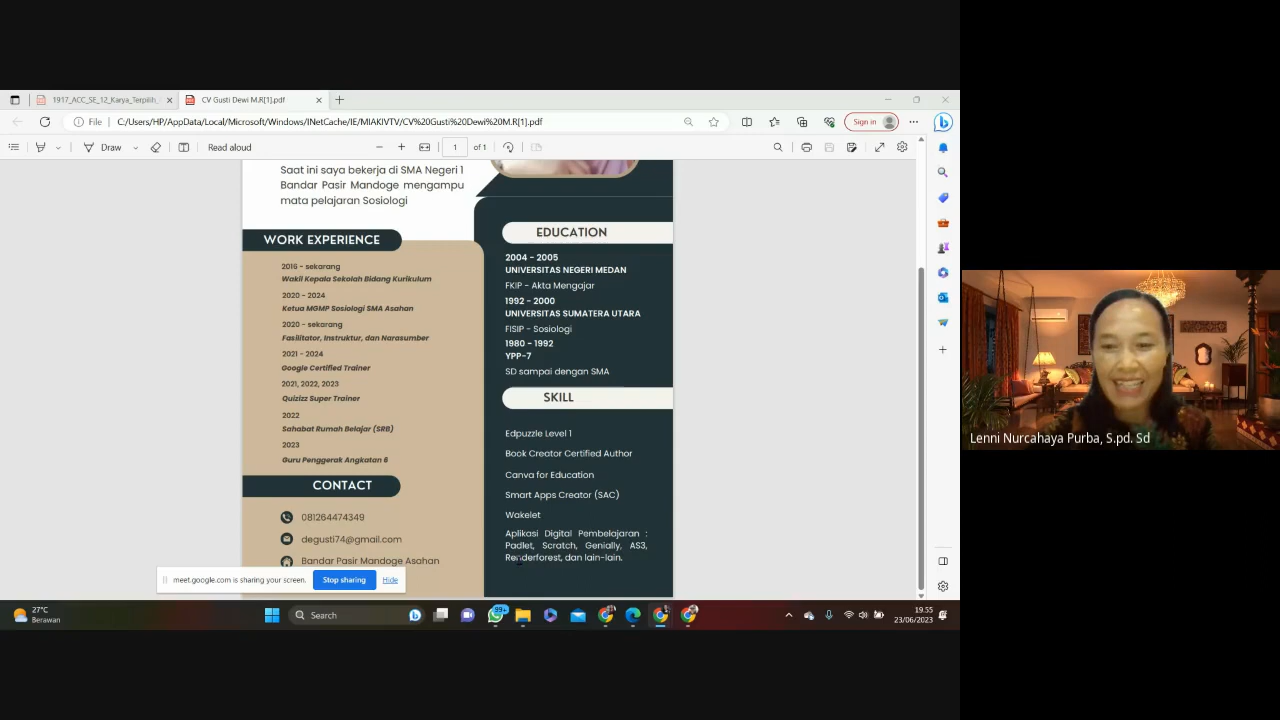 1917_ACC_SE_12_Karya_Terpilih_
CV Gusti Dewi M.R[1].pdf
File
C:/Users/HP/AppData/Local/Microsoft/Windows/INetCache/IE/MIAKIVTV/CV%20Gusti%20Dewi%20M.R[1].pdf
Sign in
Draw
Read aloud
1
of 1
Saat ini saya bekerja di SMA Negeri 1
Bandar Pasir Mandoge mengampu
mata pelajaran Sosiologi
WORK EXPERIENCE
2016 - sekarang
Wakil Kepala Sekolah Bidang Kurikulum
2020 - 2024
Ketua MGMP Sosiologi SMA Asahan
2020 - sekarang
Fasilitator, Instruktur, dan Narasumber
2021 - 2024
Google Certified Trainer
2021, 2022, 2023
Quizizz Super Trainer
2022
Sahabat Rumah Belajar (SRB)
2023
Guru Penggerak Angkatan 6
CONTACT
081264474349
degusti74@gmail.com
Bandar Pasir Mandoge Asahan
EDUCATION
2004 - 2005
UNIVERSITAS NEGERI MEDAN
FKIP - Akta Mengajar
1992 - 2000
UNIVERSITAS SUMATERA UTARA
FISIP - Sosiologi
1980 - 1992
YPP-7
SD sampai dengan SMA
SKILL
Edpuzzle Level 1
Book Creator Certified Author
Canva for Education
Smart Apps Creator (SAC)
Wakelet
Aplikasi Digital Pembelajaran :
Padlet, Scratch, Genially, AS3,
Renderforest, dan lain-lain.
meet.google.com is sharing your screen.
Stop sharing
Hide
27°C
Berawan
Search
99+
19.55
23/06/2023
Lenni Nurcahaya Purba, S.pd. Sd